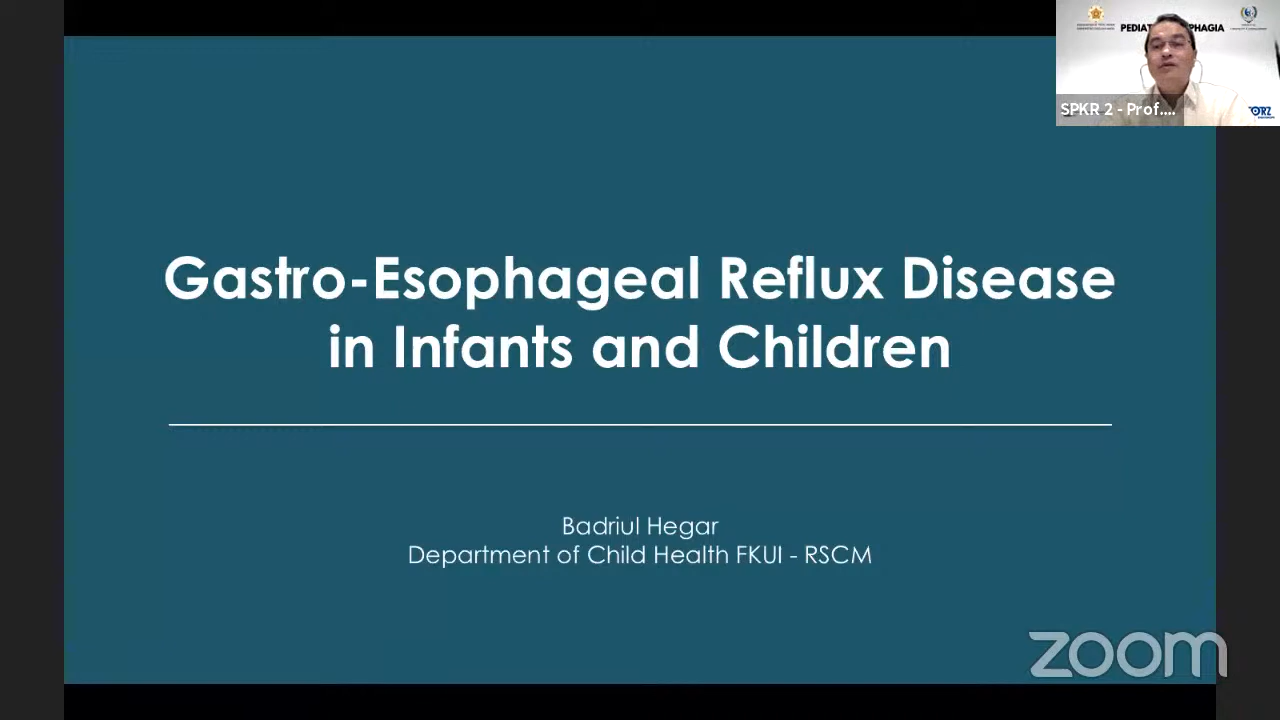 SPKR 2 - Prof....
Gastro-Esophageal Reflux Disease
in Infants and Children
Badriul Hegar
Department of Child Health FKUI - RSCM
zoom